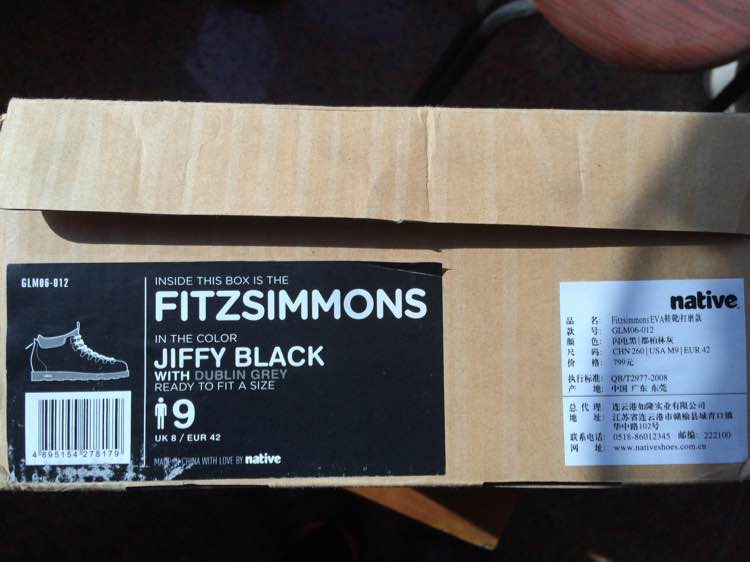 GLM06-012
INSIDE THIS BOX IS THE
FITZSIMMONS
IN THE COLOR
JIFFY BLACK
WITH DUBLIN GREY
READY TO FIT A SIZE
9
UK 8 / EUR 42
MADE IN CHINA WITH LOVE BY native
4 895154 278179
native
品 名: Fitzsimmons EVA鞋靴/打磨款
款 号: GLM06-012
颜 色: 闪电黑|都柏林灰
尺 码: CHN 260 | USA M9 | EUR 42
价 格: 799元
执行标准: QB/T2977-2008
产 地: 中国 广东 东莞
总 代 理: 连云港如隆实业有限公司
地 址: 江苏省连云港市赣榆县城青口镇
华中路102号
联系电话: 0518-86012345 邮编: 222100
网 址: www.nativeshoes.com.cn